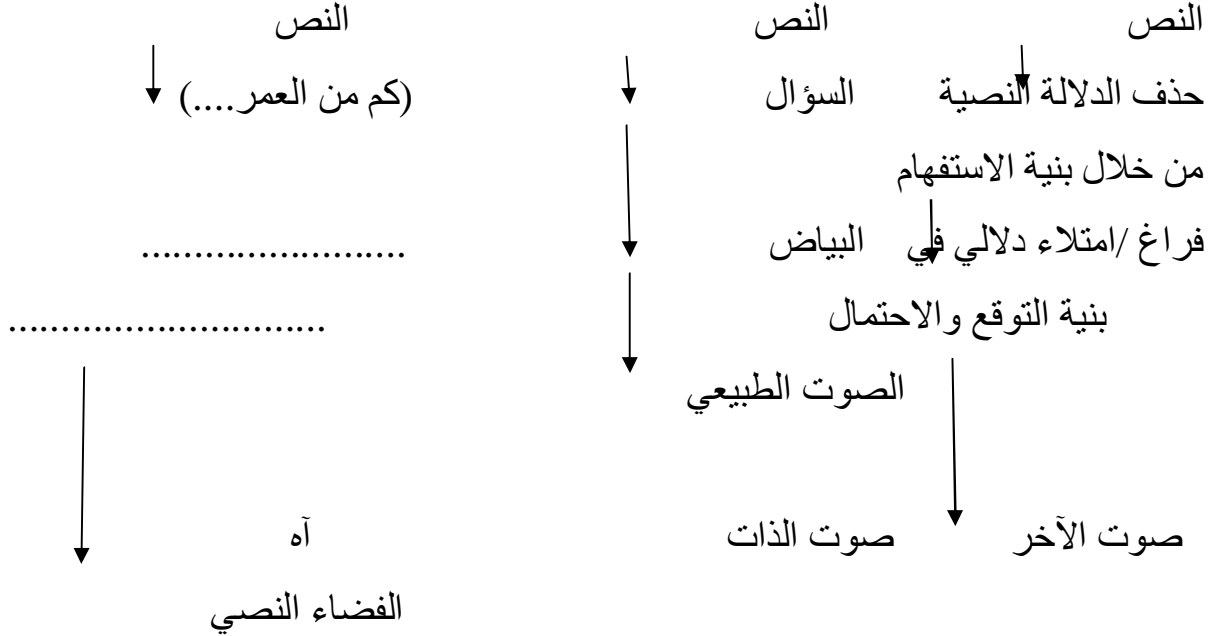 النص النص النص
حذف الدلالة النصية السؤال (كم من العمر....)
من خلال بنية الاستفهام
فراغ /امتلاء دلالي في البياض .........................
بنية التوقع والاحتمال ..............................
الصوت الطبيعي
صوت الآخر صوت الذات آه
الفضاء النصي